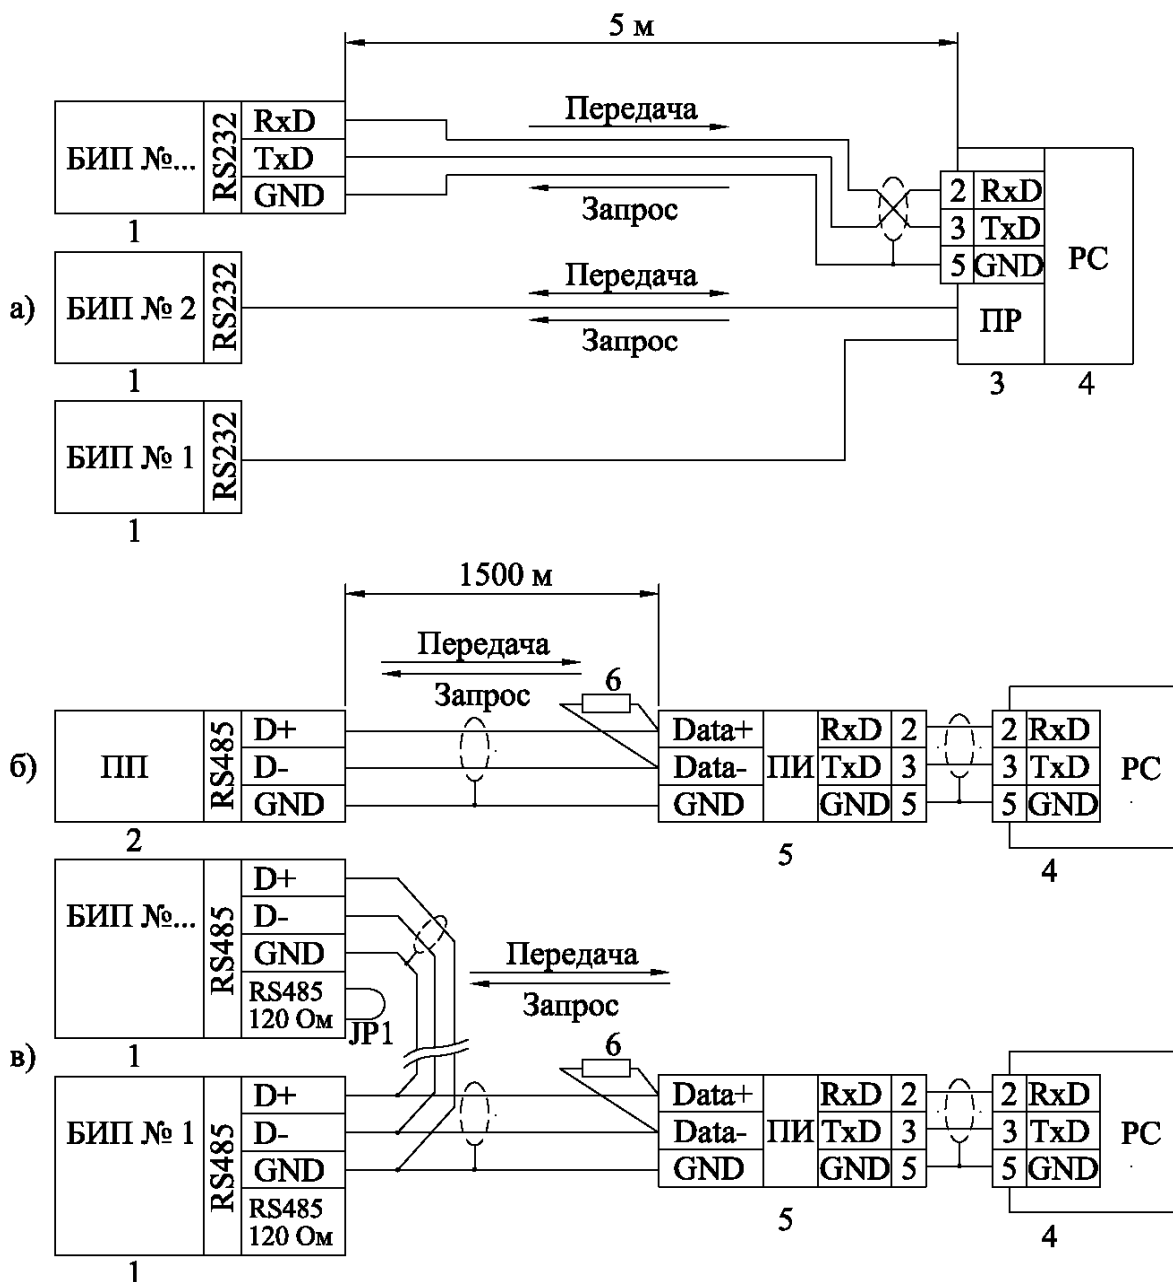 5 м
БИП №...
RS232
RxD
TxD
GND
1
Передача
Запрос
2 RxD
3 TxD
5 GND
РС
ПР
3
4
а)
БИП № 2
RS232
1
Передача
Запрос
БИП № 1
RS232
1
1500 м
Передача
Запрос
6
б)
ПП
RS485
D+
D-
GND
2
Data+
Data-
GND
ПИ
RxD 2
TxD 3
GND 5
5
2 RxD
3 TxD
5 GND
РС
4
в)
БИП №...
RS485
D+
D-
GND
RS485
120 Ом
JP1
1
Передача
Запрос
6
БИП № 1
RS485
D+
D-
GND
RS485
120 Ом
1
Data+
Data-
GND
ПИ
RxD 2
TxD 3
GND 5
5
2 RxD
3 TxD
5 GND
РС
4